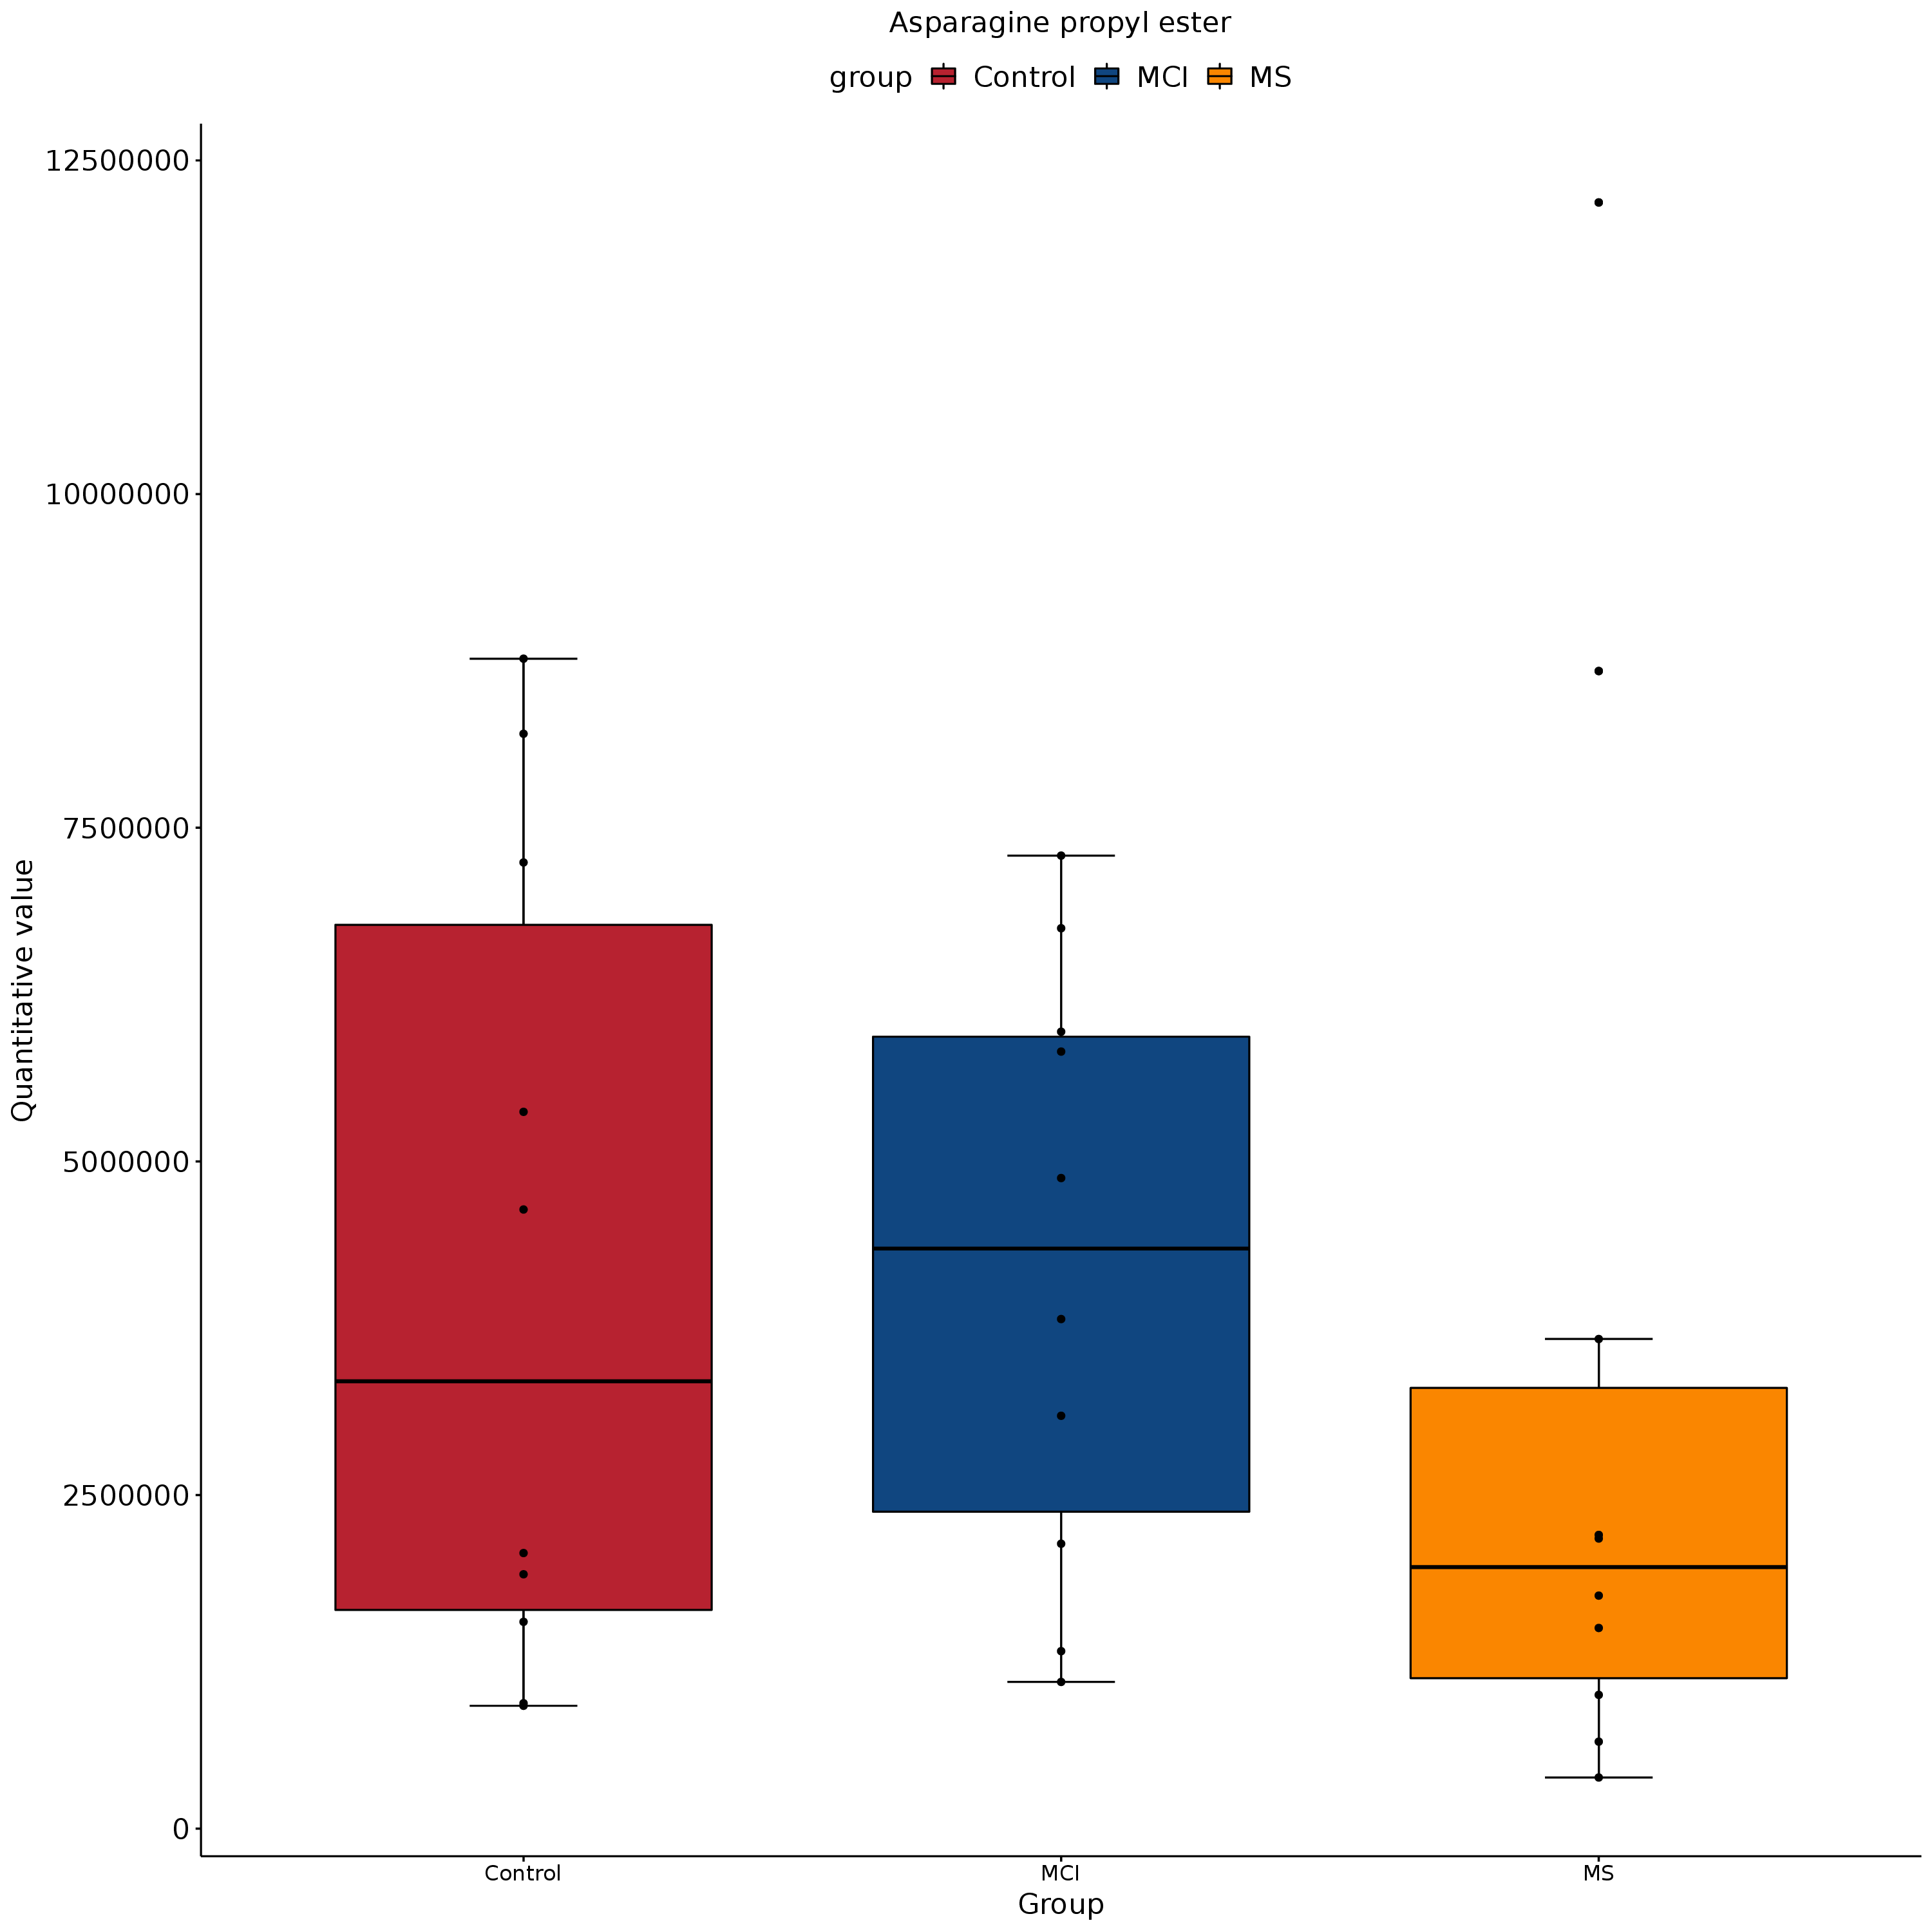 Asparagine propyl ester
group Control MCI MS
12500000
10000000
7500000
5000000
2500000
0
Quantitative value
Control MCI MS
Group